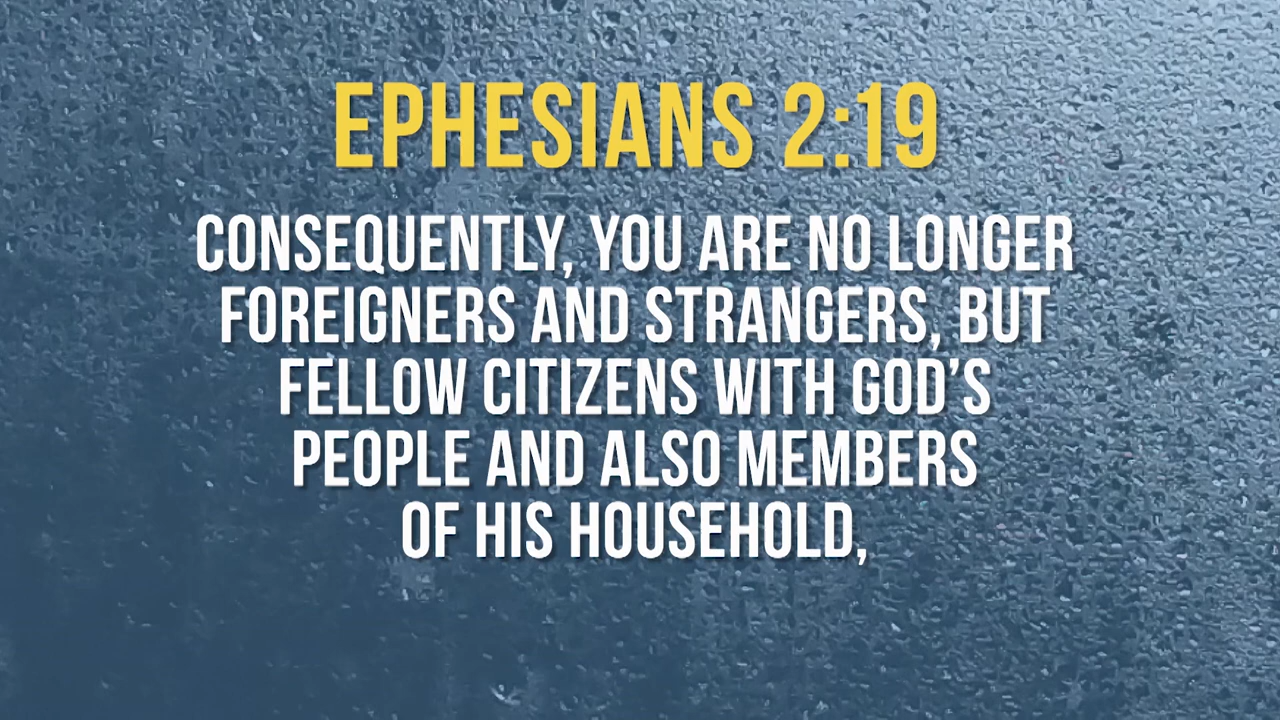 EPHESIANS 2:19
CONSEQUENTLY, YOU ARE NO LONGER
FOREIGNERS AND STRANGERS, BUT
FELLOW CITIZENS WITH GOD’S
PEOPLE AND ALSO MEMBERS
OF HIS HOUSEHOLD,